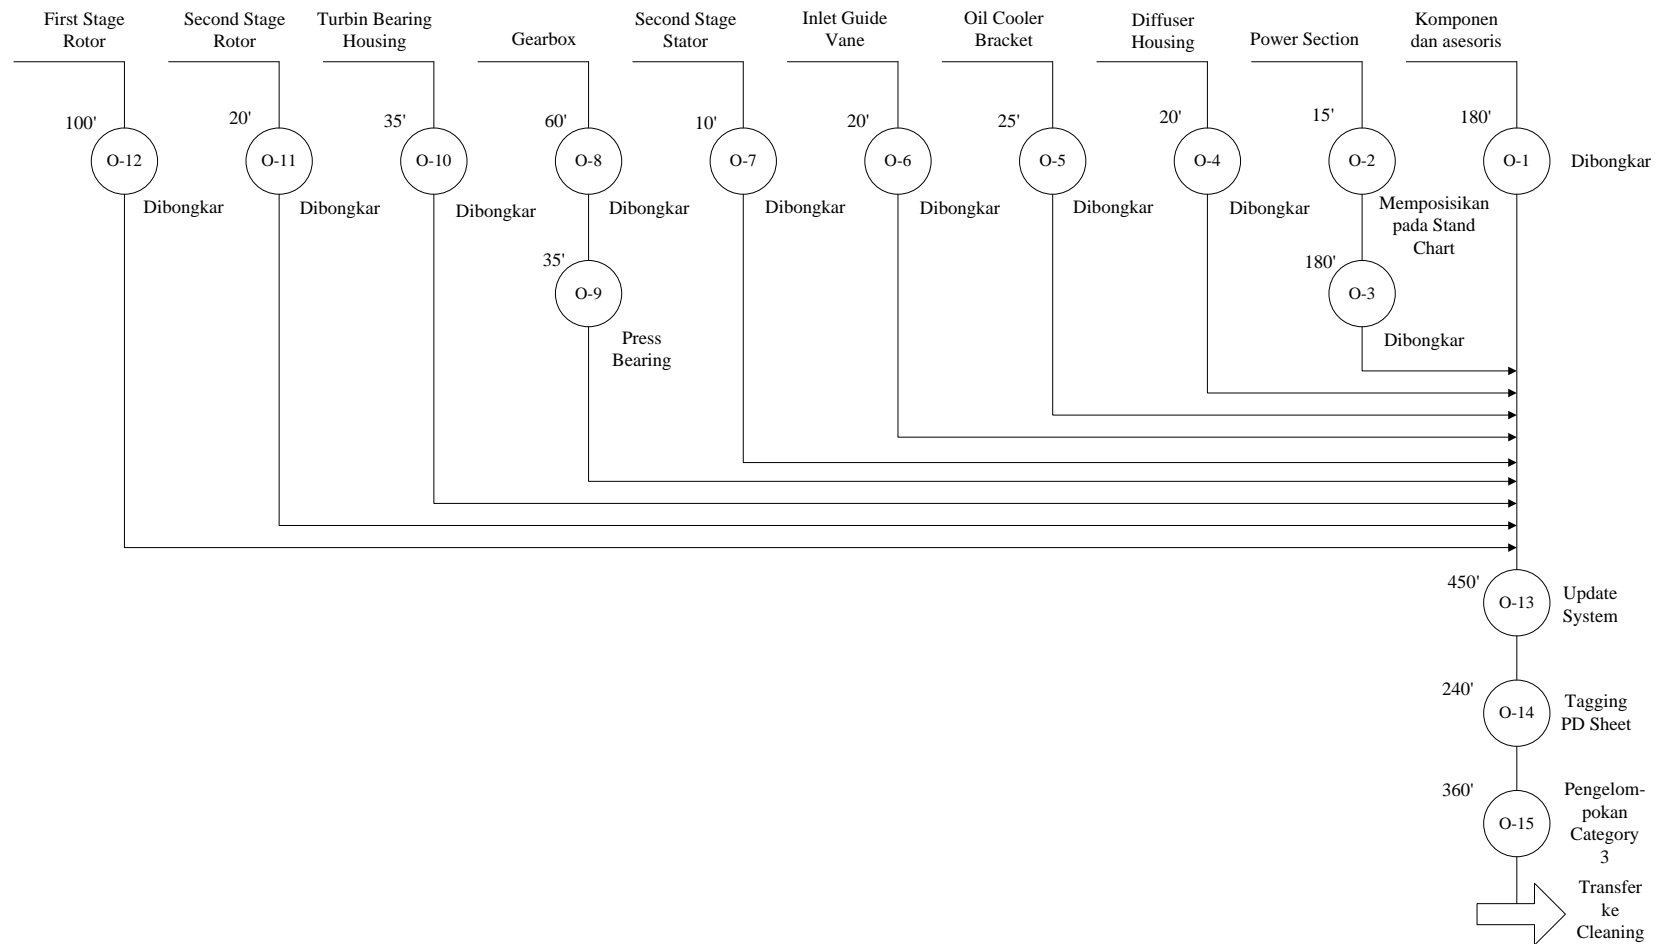 First Stage
Rotor
Second Stage
Rotor
Turbin Bearing
Housing
Gearbox
Second Stage
Stator
Inlet Guide
Vane
Oil Cooler
Bracket
Diffuser
Housing
Power Section
Komponen
dan asesoris
100'
O-12
Dibongkar
20'
O-11
Dibongkar
35'
O-10
Dibongkar
60'
O-8
Dibongkar
10'
O-7
Dibongkar
20'
O-6
Dibongkar
25'
O-5
Dibongkar
20'
O-4
Dibongkar
15'
O-2
Memposisikan
pada Stand
Chart
180'
O-1
Dibongkar
35'
O-9
Press
Bearing
180'
O-3
Dibongkar
450'
O-13
Update
System
240'
O-14
Tagging
PD Sheet
360'
O-15
Pengelom-
pokan
Category
3
Transfer
ke
Cleaning